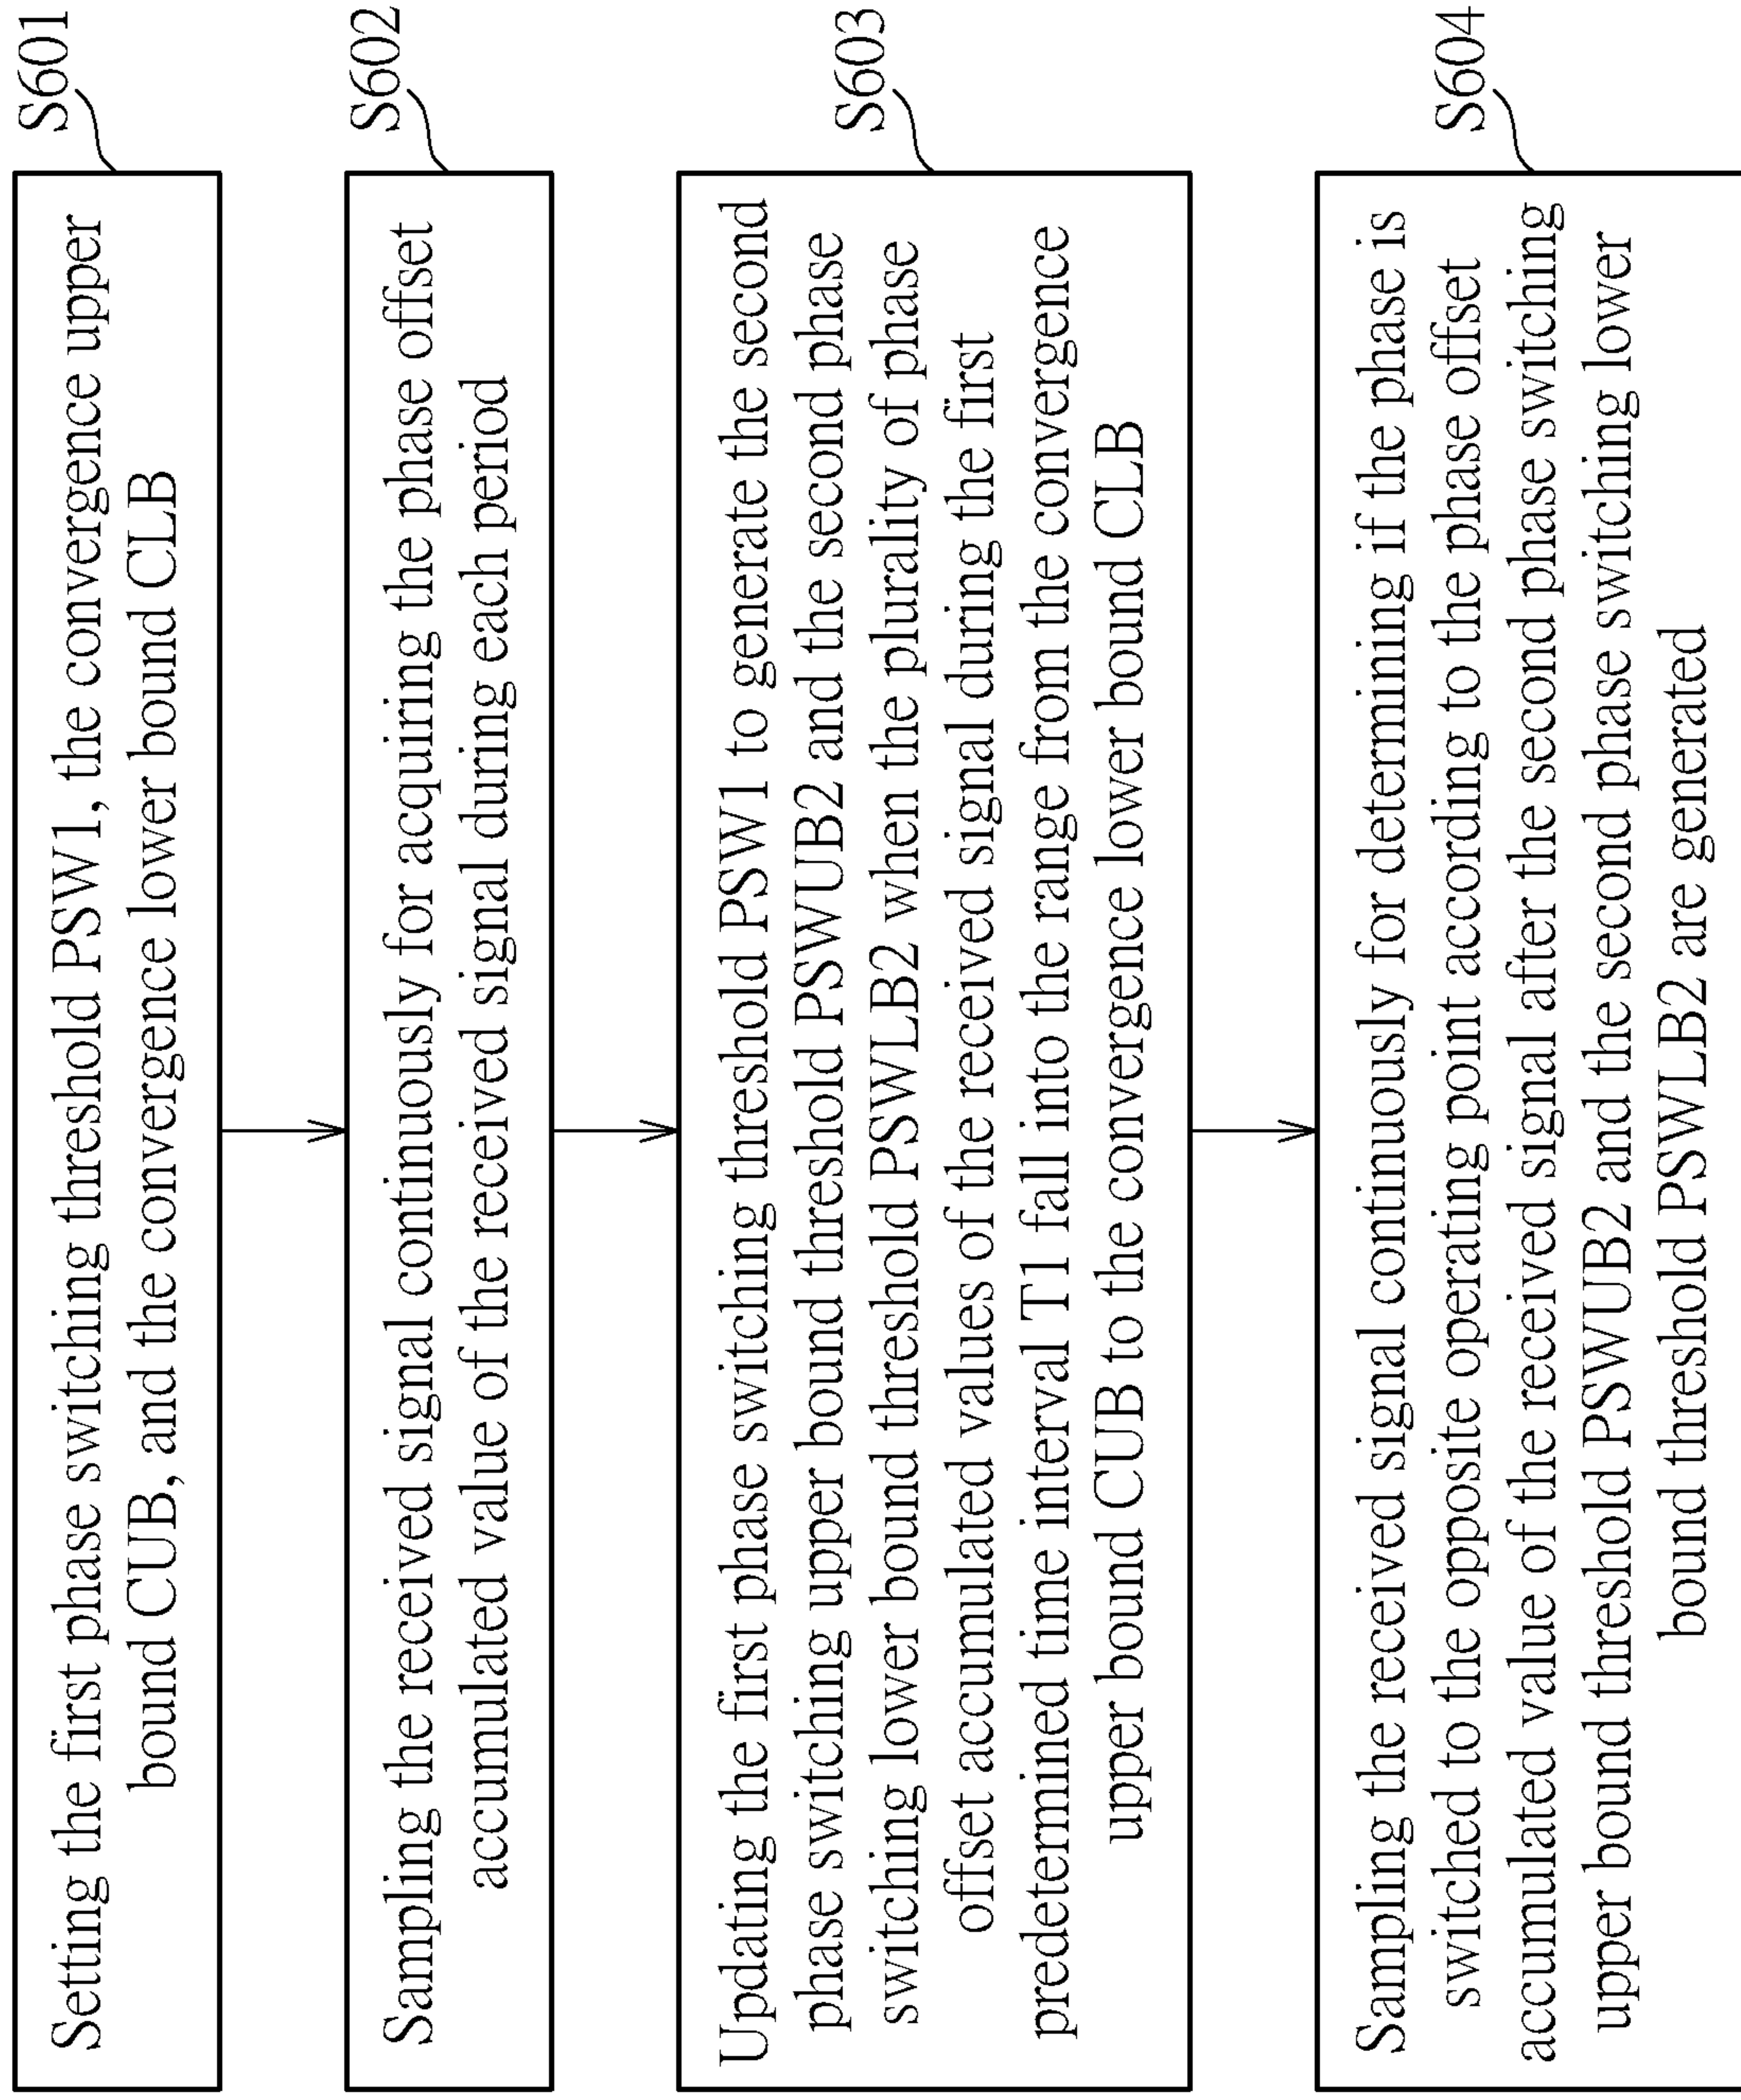 S601
Setting the first phase switching threshold PSW1, the convergence upper
bound CUB, and the convergence lower bound CLB
S602
Sampling the received signal continuously for acquiring the phase offset
accumulated value of the received signal during each period
S603
Updating the first phase switching threshold PSW1 to generate the second
phase switching upper bound threshold PSWUB2 and the second phase
switching lower bound threshold PSWLB2 when the plurality of phase
offset accumulated values of the received signal during the first
predetermined time interval T1 fall into the range from the convergence
upper bound CUB to the convergence lower bound CLB
S604
Sampling the received signal continuously for determining if the phase is
switched to the opposite operating point according to the phase offset
accumulated value of the received signal after the second phase switching
upper bound threshold PSWUB2 and the second phase switching lower
bound threshold PSWLB2 are generated